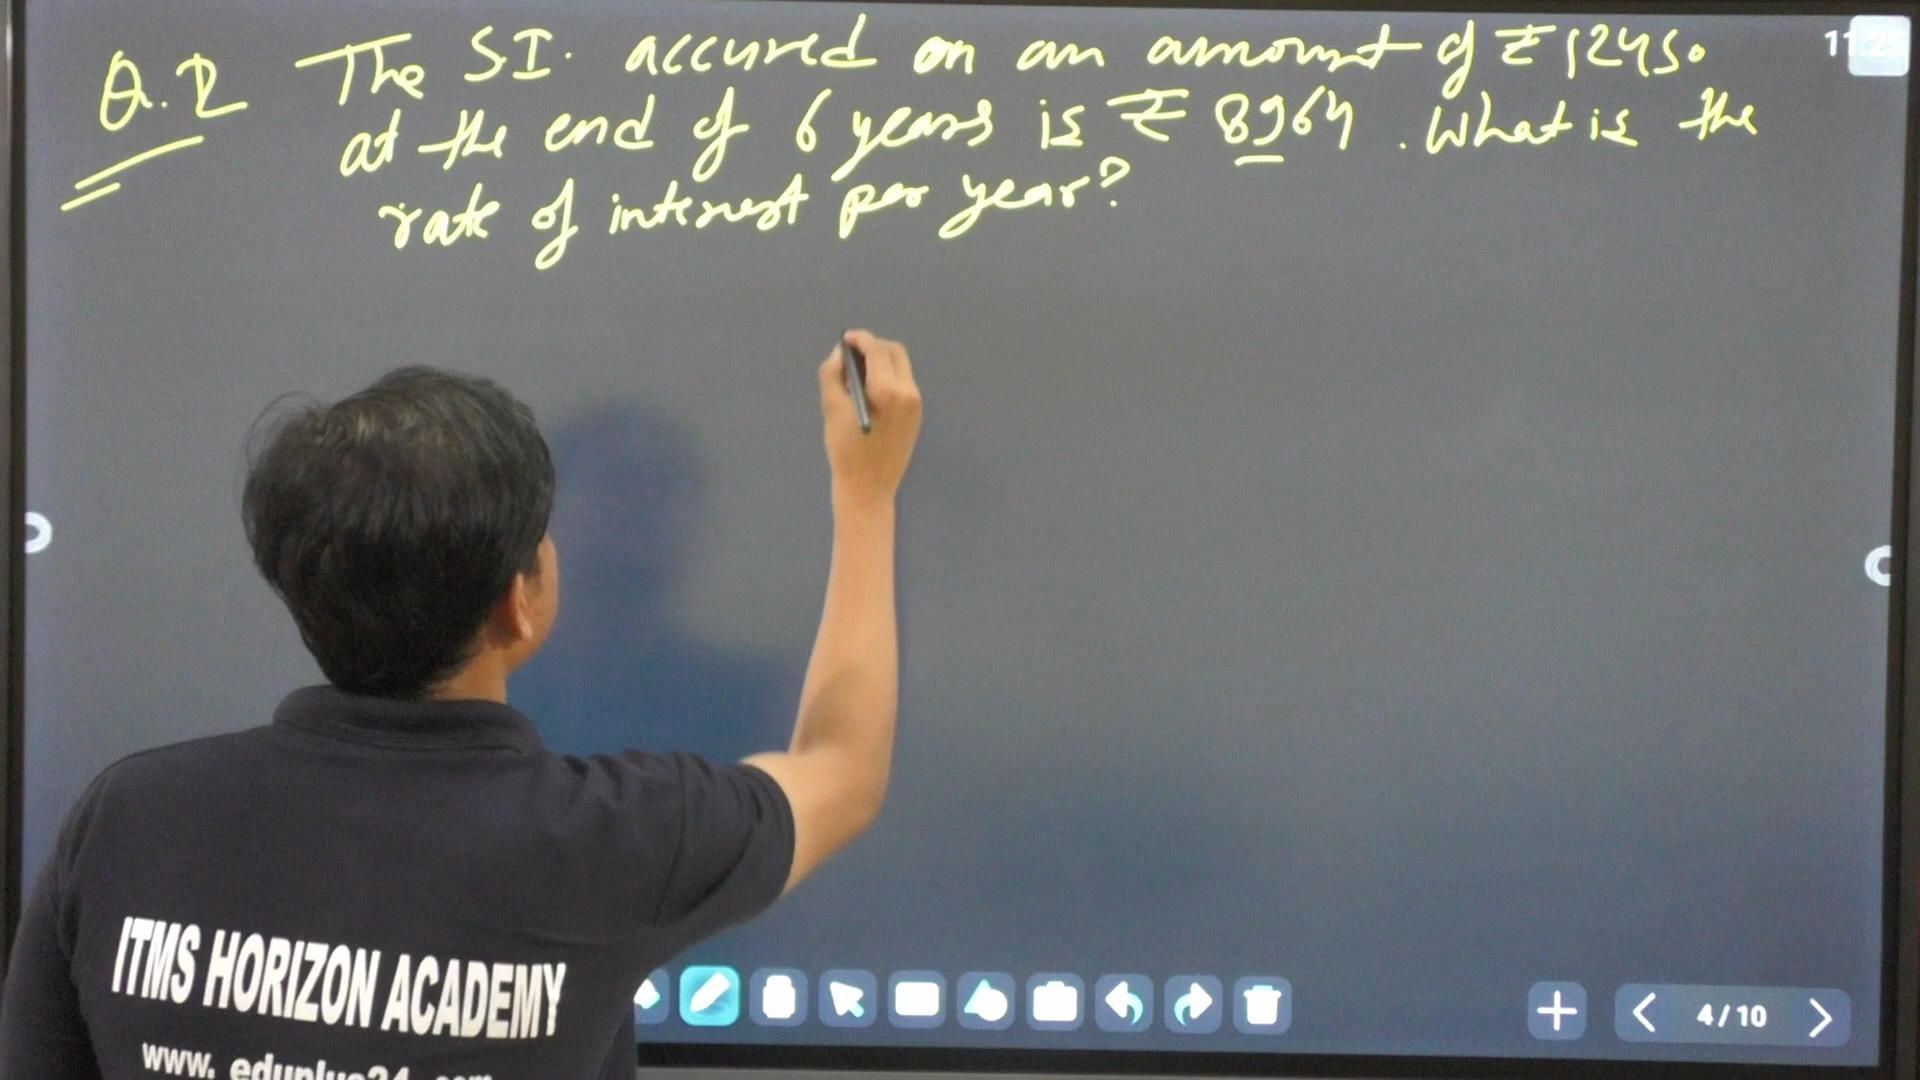 Q.2 The S.I. accured on an amount of ₹ 12450
at the end of 6 years is ₹ 8964. What is the
rate of interest per year?
ITMS HORIZON ACADEMY
www.
4/10